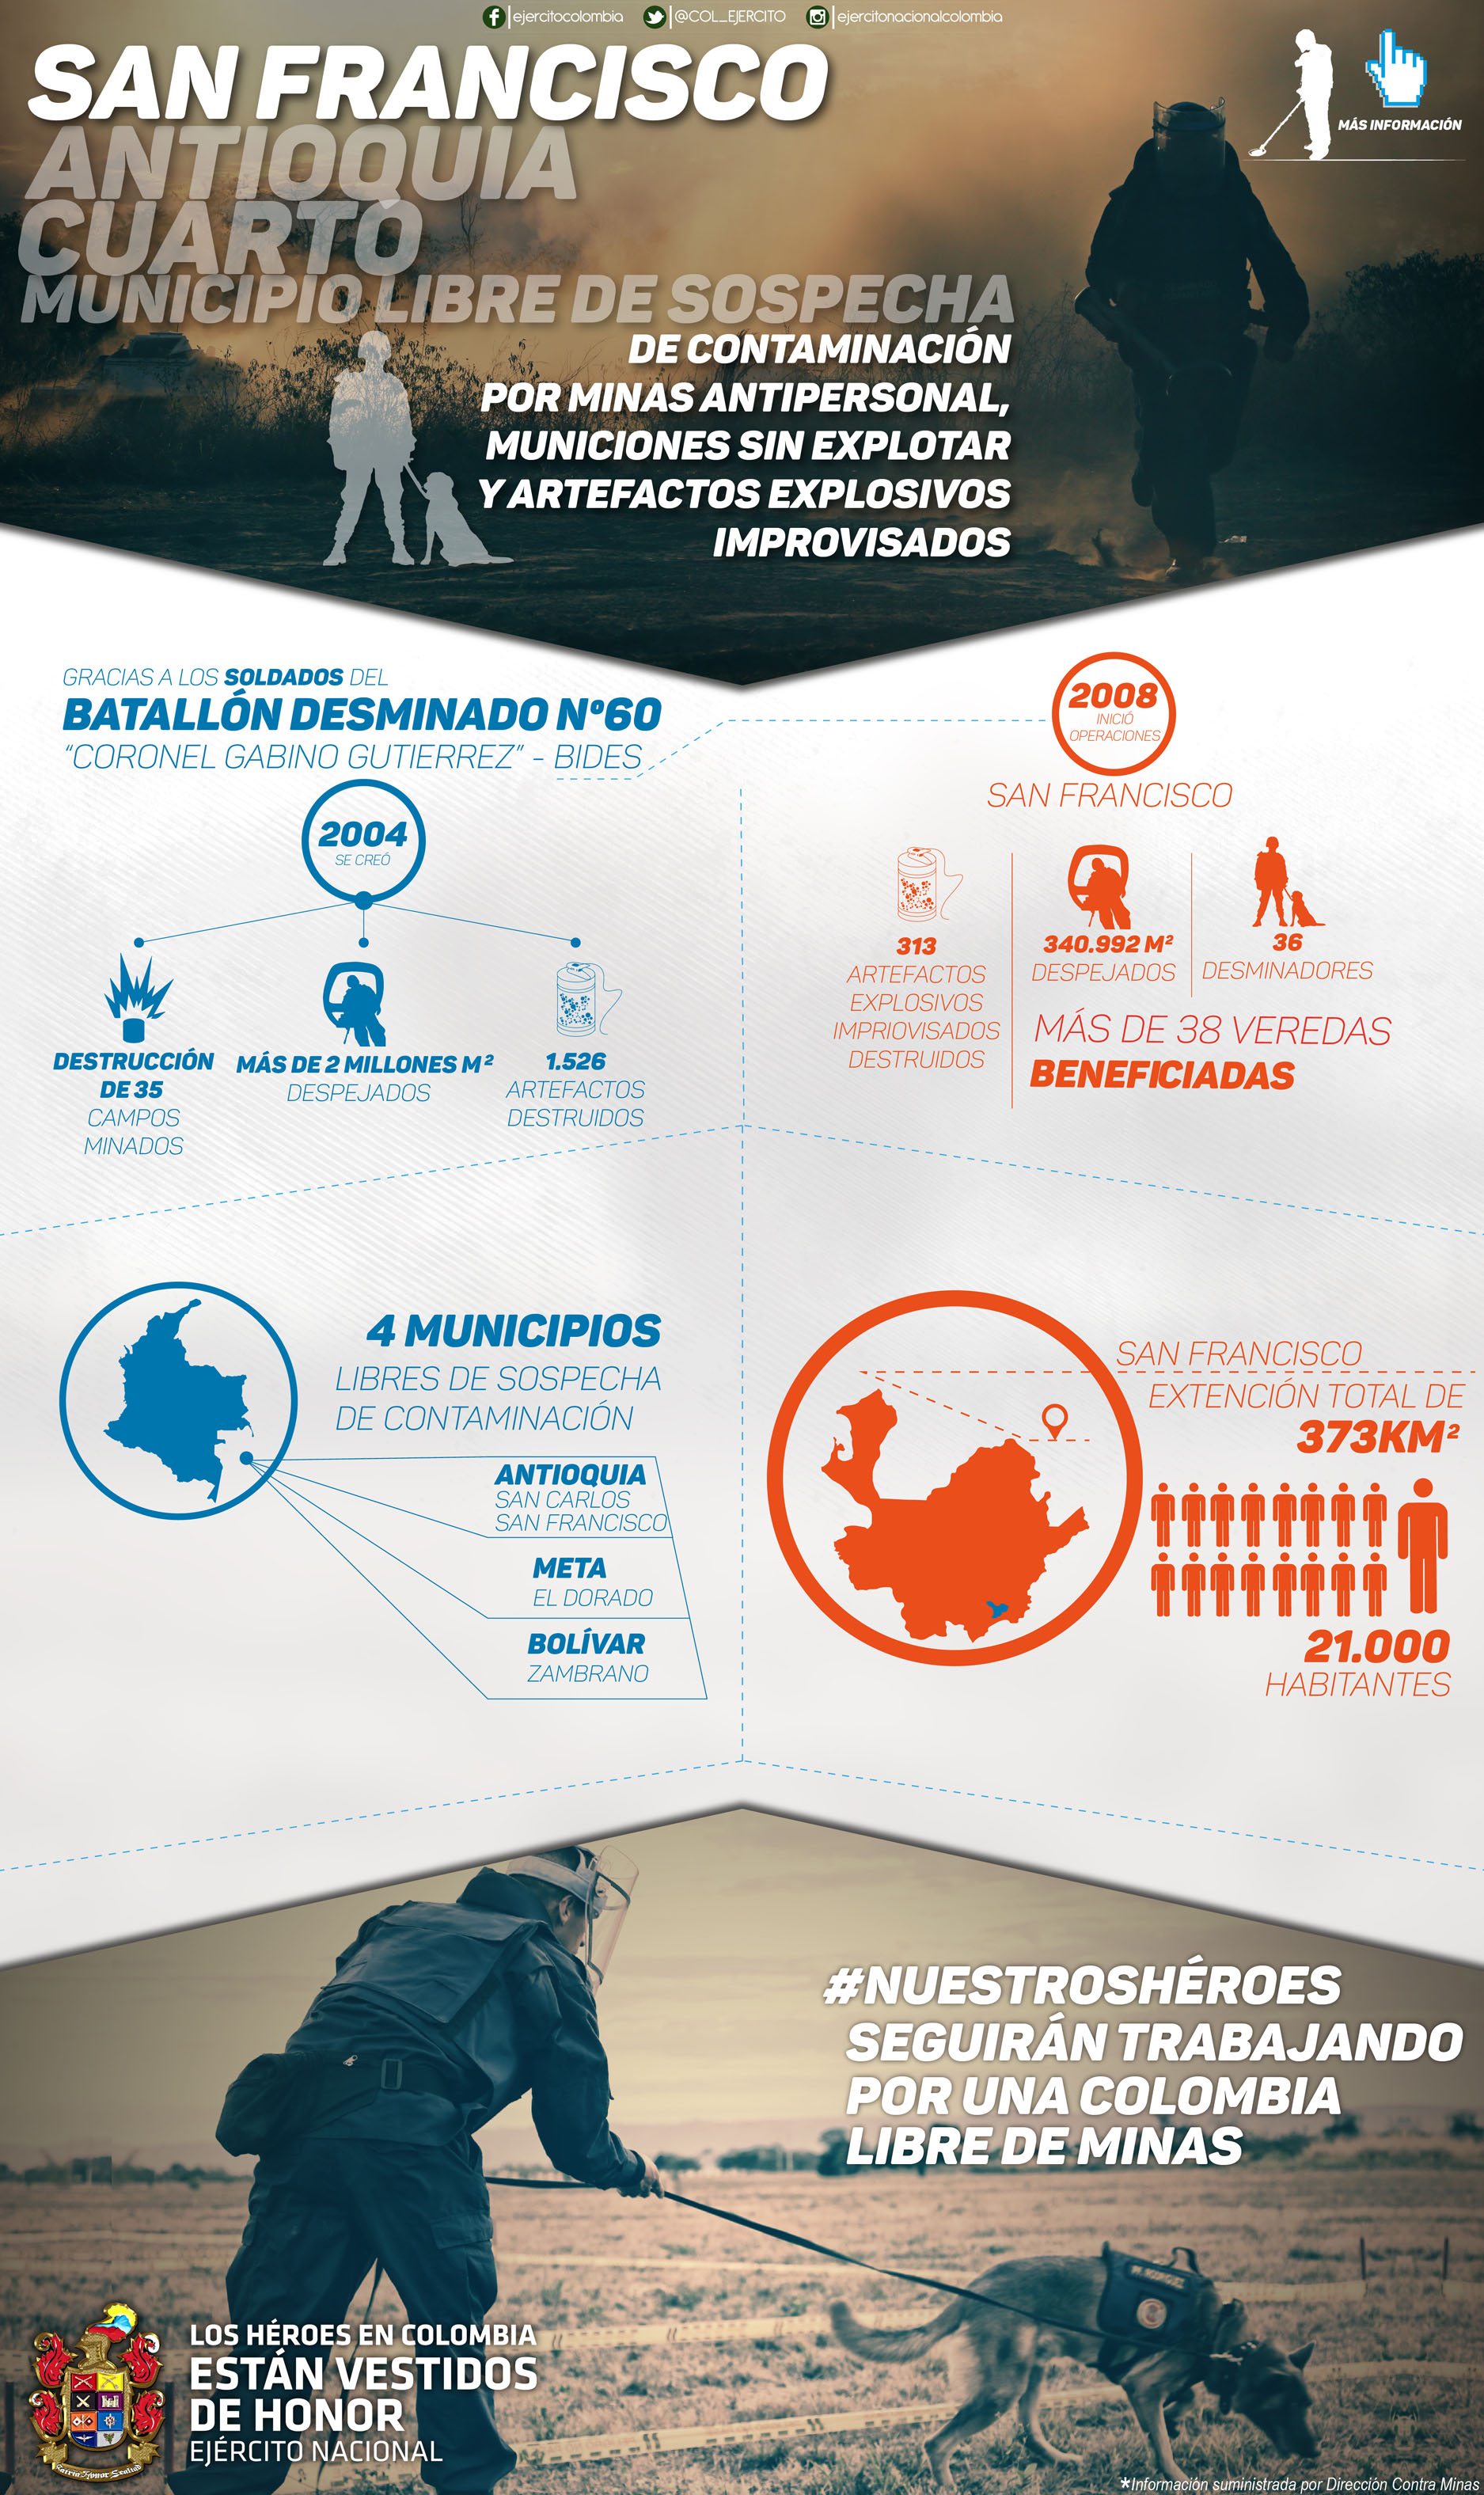 ejercitocolombia
@COL_EJERCITO
ejercitonacionalcolombia
SAN FRANCISCO
ANTIOQUIA
CUARTO
MUNICIPIO LIBRE DE SOSPECHA
DE CONTAMINACIÓN
POR MINAS ANTIPERSONAL,
MUNICIONES SIN EXPLOTAR
Y ARTEFACTOS EXPLOSIVOS
IMPROVISADOS
MÁS INFORMACIÓN
GRACIAS A LOS SOLDADOS DEL
BATALLÓN DESMINADO Nº60
"CORONEL GABINO GUTIERREZ" - BIDES
2004
SE CREÓ
DESTRUCCIÓN
DE 35
CAMPOS
MINADOS
MÁS DE 2 MILLONES M²
DESPEJADOS
1.526
ARTEFACTOS
DESTRUIDOS
2008
INICIÓ
OPERACIONES
SAN FRANCISCO
313
ARTEFACTOS
EXPLOSIVOS
IMPRIOVISADOS
DESTRUIDOS
340.992 M²
DESPEJADOS
36
DESMINADORES
MÁS DE 38 VEREDAS
BENEFICIADAS
4 MUNICIPIOS
LIBRES DE SOSPECHA
DE CONTAMINACIÓN
ANTIOQUIA
SAN CARLOS
SAN FRANCISCO
META
EL DORADO
BOLÍVAR
ZAMBRANO
SAN FRANCISCO
EXTENCIÓN TOTAL DE
373KM²
21.000
HABITANTES
#NUESTROSHÉROES
SEGUIRÁN TRABAJANDO
POR UNA COLOMBIA
LIBRE DE MINAS
LOS HÉROES EN COLOMBIA
ESTÁN VESTIDOS
DE HONOR
EJÉRCITO NACIONAL
Patria Honor Lealtad
*Información suministrada por Dirección Contra Minas